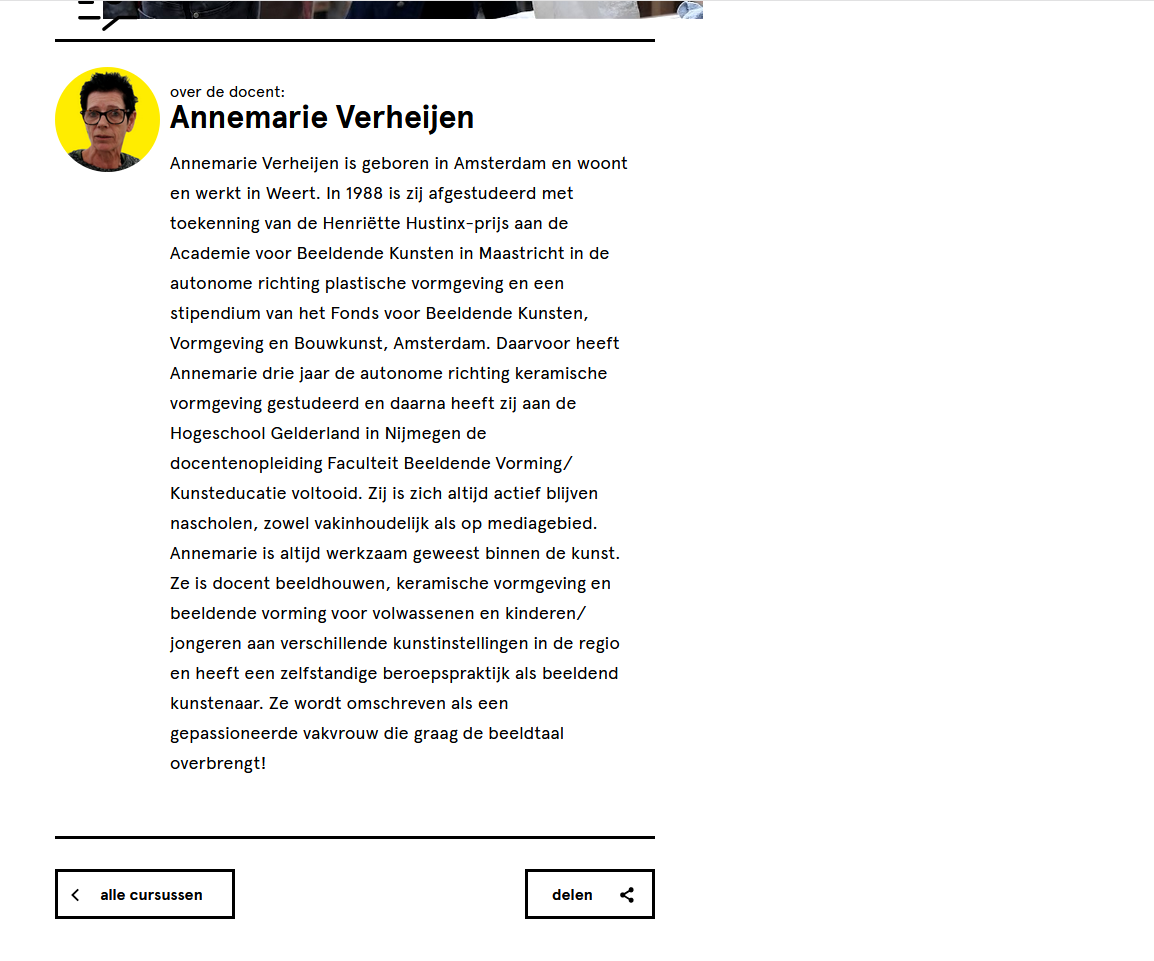 over de docent:
Annemarie Verheijen
Annemarie Verheijen is geboren in Amsterdam en woont
en werkt in Weert. In 1988 is zij afgestudeerd met
toekenning van de Henriëtte Hustinx-prijs aan de
Academie voor Beeldende Kunsten in Maastricht in de
autonome richting plastische vormgeving en een
stipendium van het Fonds voor Beeldende Kunsten,
Vormgeving en Bouwkunst, Amsterdam. Daarvoor heeft
Annemarie drie jaar de autonome richting keramische
vormgeving gestudeerd en daarna heeft zij aan de
Hogeschool Gelderland in Nijmegen de
docentenopleiding Faculteit Beeldende Vorming/
Kunsteducatie voltooid. Zij is zich altijd actief blijven
nascholen, zowel vakinhoudelijk als op mediagebied.
Annemarie is altijd werkzaam geweest binnen de kunst.
Ze is docent beeldhouwen, keramische vormgeving en
beeldende vorming voor volwassenen en kinderen/
jongeren aan verschillende kunstinstellingen in de regio
en heeft een zelfstandige beroepspraktijk als beeldend
kunstenaar. Ze wordt omschreven als een
gepassioneerde vakvrouw die graag de beeldtaal
overbrengt!
alle cursussen
delen